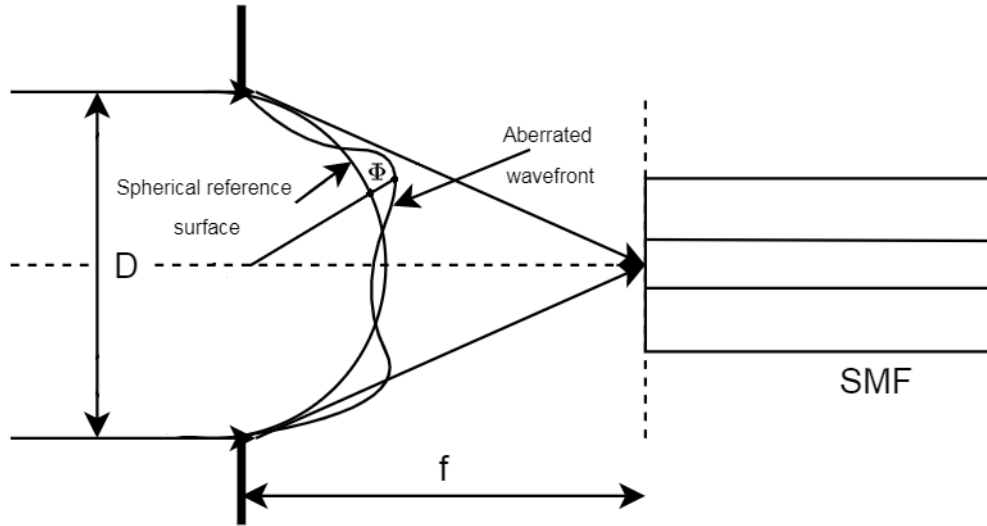 Aberrated
wavefront
Φ
Spherical reference
surface
D
SMF
f